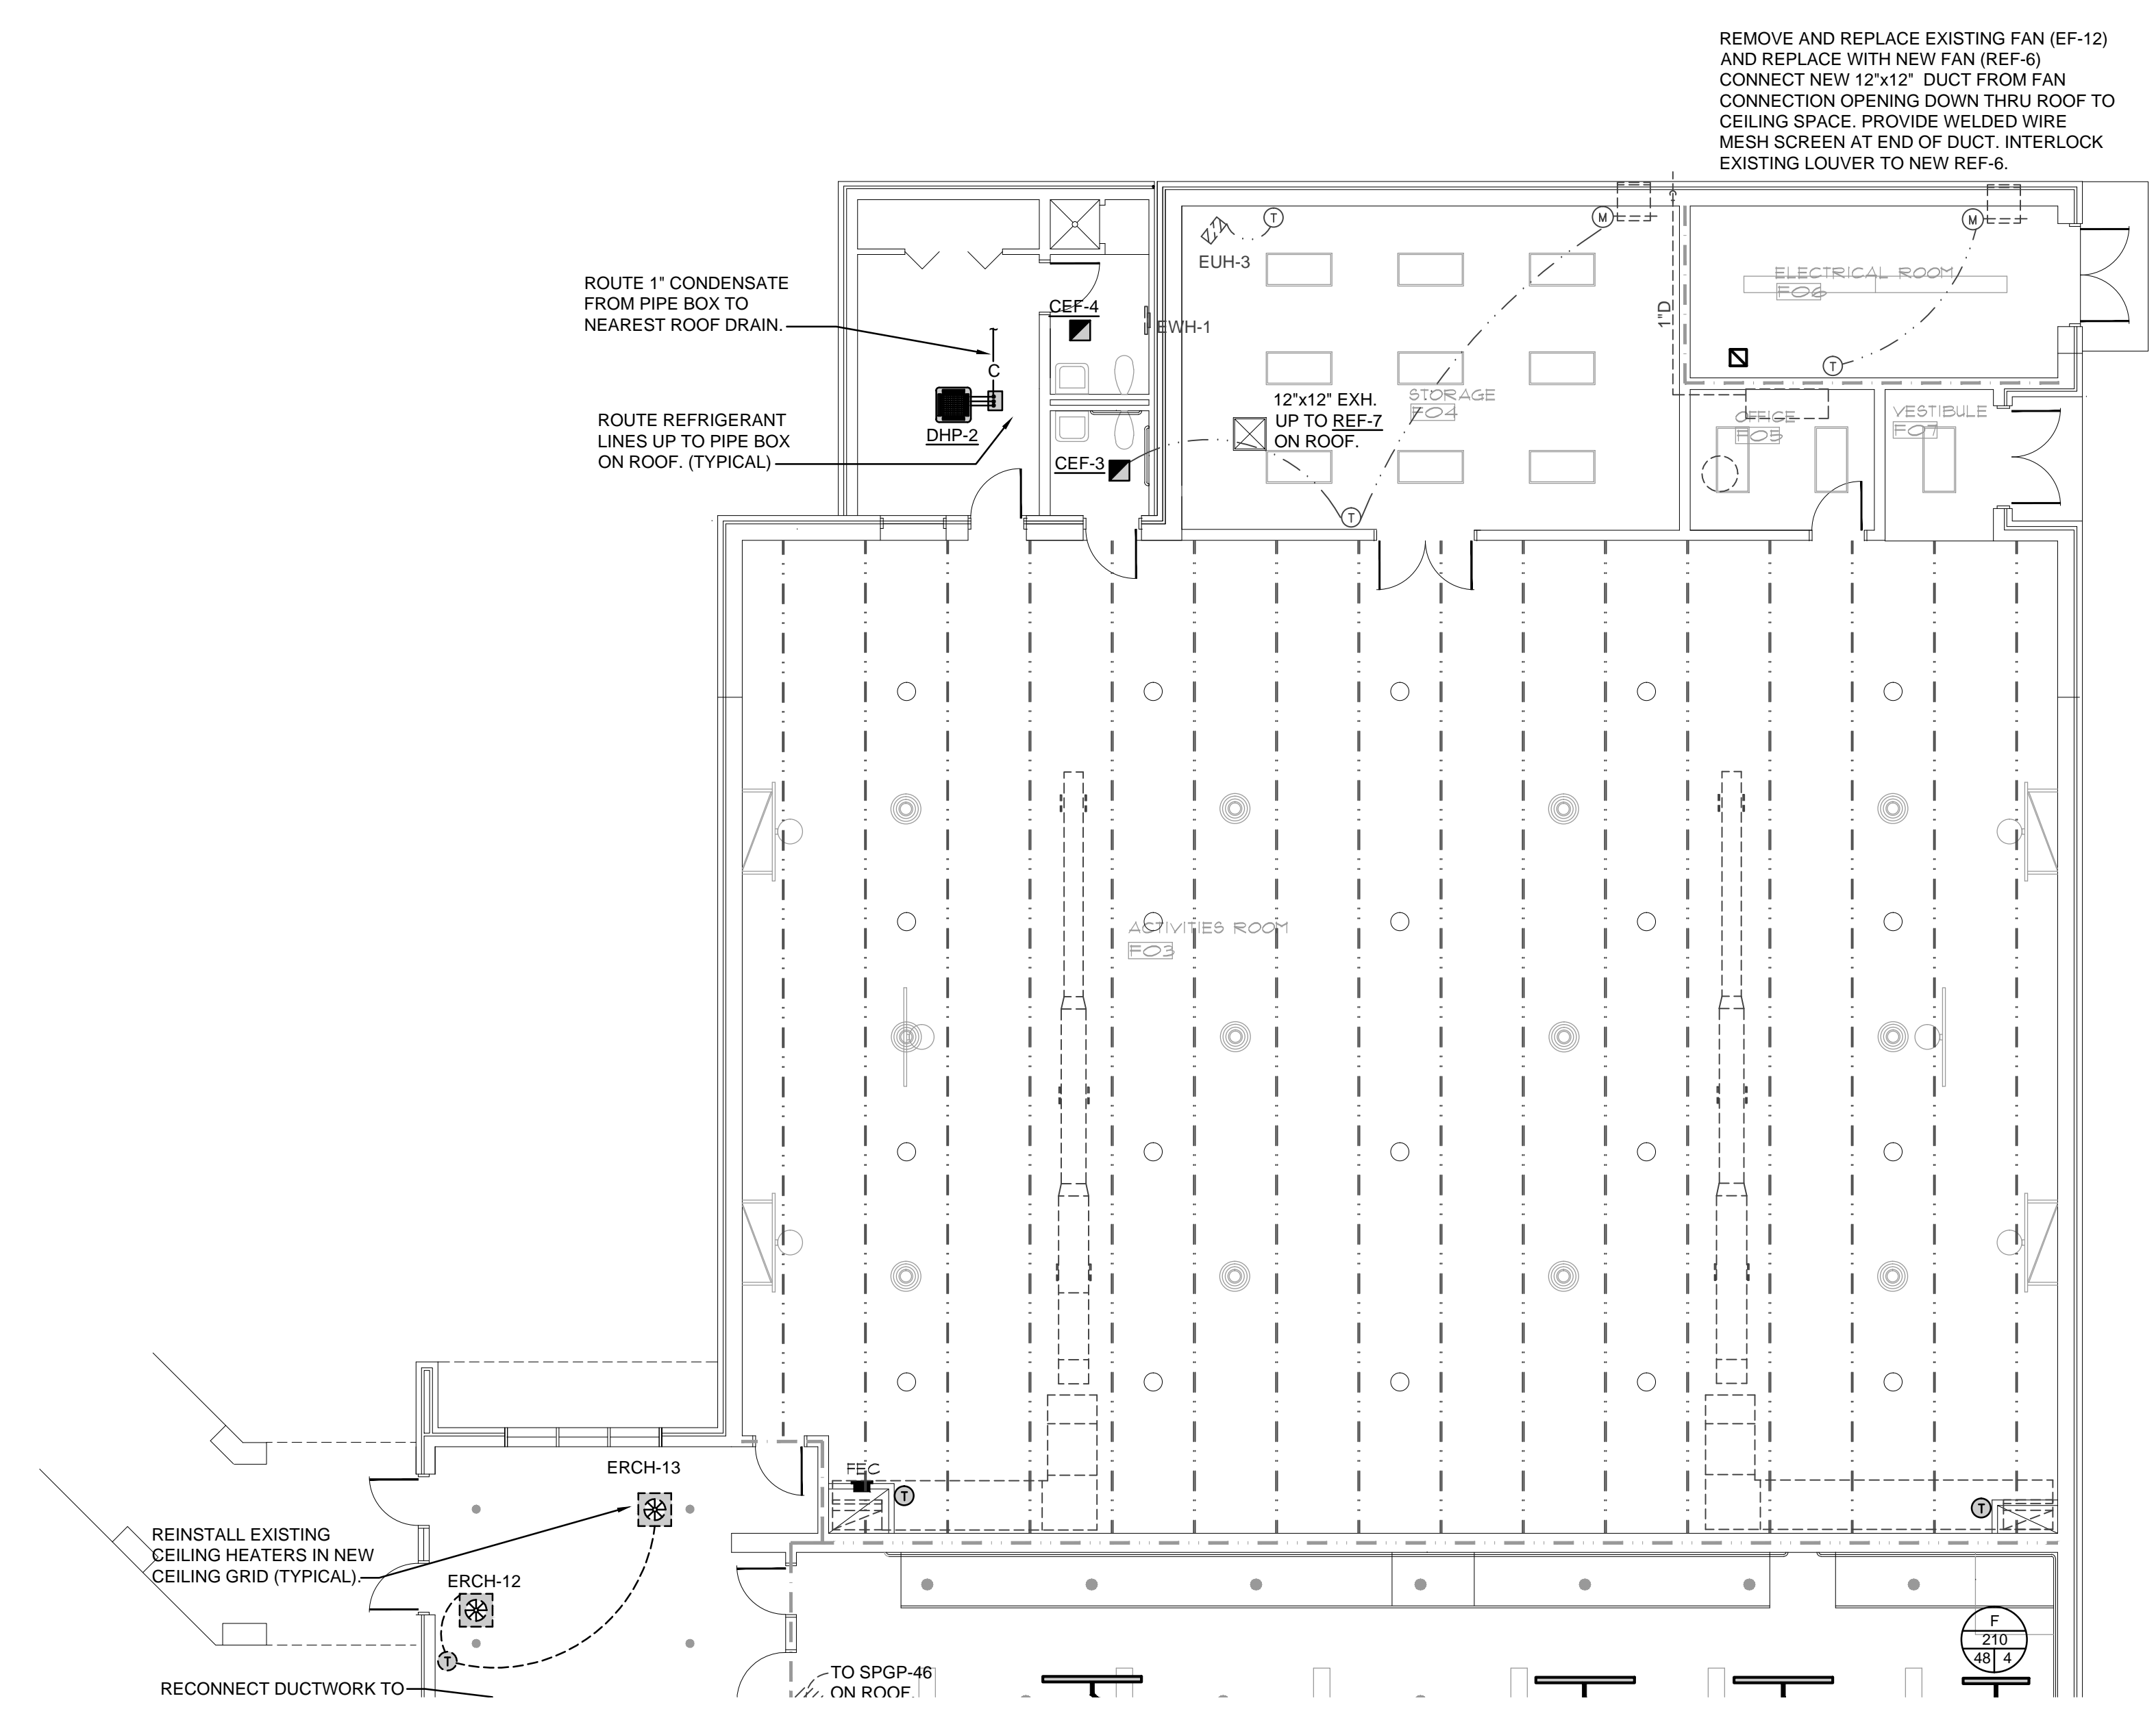 REMOVE AND REPLACE EXISTING FAN (EF-12)
AND REPLACE WITH NEW FAN (REF-6)
CONNECT NEW 12"x12" DUCT FROM FAN
CONNECTION OPENING DOWN THRU ROOF TO
CEILING SPACE. PROVIDE WELDED WIRE
MESH SCREEN AT END OF DUCT. INTERLOCK
EXISTING LOUVER TO NEW REF-6.
T
M
M
EUH-3
ELECTRICAL ROOM
F06
ROUTE 1" CONDENSATE
FROM PIPE BOX TO
NEAREST ROOF DRAIN.
CEF-4
EWH-1
1"D
T
C
ROUTE REFRIGERANT
LINES UP TO PIPE BOX
ON ROOF. (TYPICAL)
DHP-2
CEF-3
12"x12" EXH.
UP TO REF-7
ON ROOF.
STORAGE
F04
OFFICE
F05
VESTIBULE
F07
T
ACTIVITIES ROOM
F03
ERCH-13
FEC
T
T
REINSTALL EXISTING
CEILING HEATERS IN NEW
CEILING GRID (TYPICAL).
ERCH-12
T
F
210
48 4
TO SPGP-46
ON ROOF
RECONNECT DUCTWORK TO